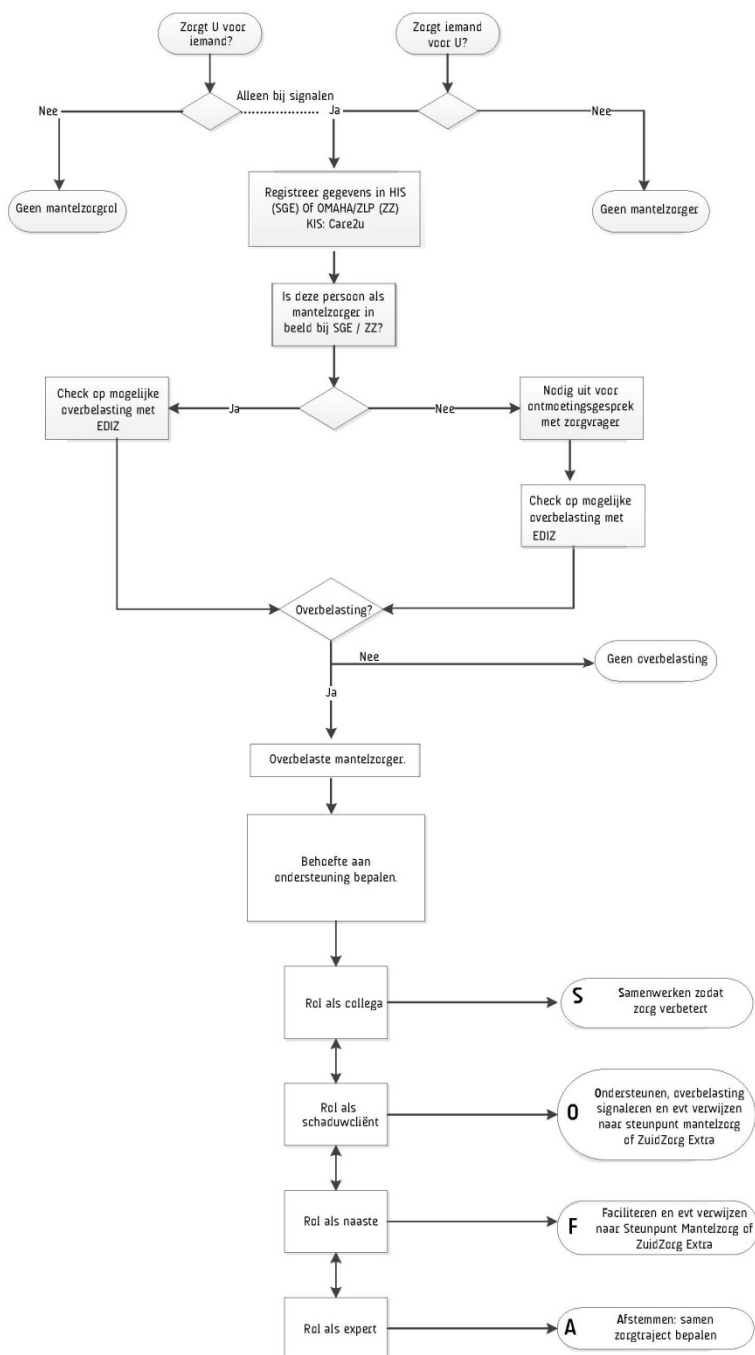 Zorgt U voor
iemand?
Zorgt iemand
voor U?
Alleen bij signalen
Nee
Ja
Nee
Geen mantelzorgrol
Registreer gegevens in HIS
(SGE) Of OMAHA/ZLP (ZZ)
KIS: Care2u
Geen mantelzorger
Is deze persoon als
mantelzorger in
beeld bij SGE / ZZ?
Check op mogelijke
overbelasting met
EDIZ
Ja
Nee
Nodig uit voor
ontmoetingsgesprek
met zorgvrager
Check op mogelijke
overbelasting met
EDIZ
Overbelasting?
Nee
Geen overbelasting
Ja
Overbelaste mantelzorger.
Behoefte aan
ondersteuning bepalen.
Rol als collega
S Samenwerken zodat
zorg verbetert
Rol als
schaduwcliënt
O Ondersteunen, overbelasting
signaleren en evt verwijzen
naar steunpunt mantelzorg
of ZuidZorg Extra
Rol als naaste
F Faciliteren en evt verwijzen
naar Steunpunt Mantelzorg of
ZuidZorg Extra
Rol als expert
A Afstemmen: samen
zorgtraject bepalen